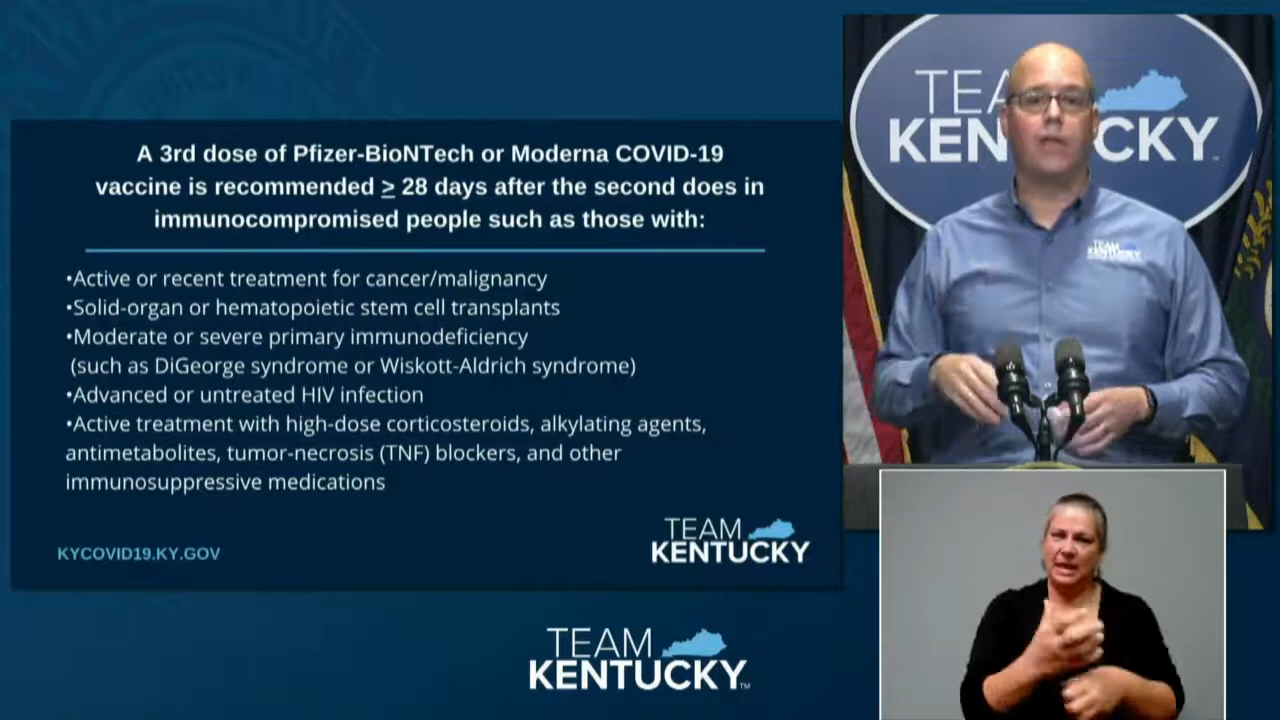 A 3rd dose of Pfizer-BioNTech or Moderna COVID-19
vaccine is recommended ≥ 28 days after the second does in
immunocompromised people such as those with:
•Active or recent treatment for cancer/malignancy
•Solid-organ or hematopoietic stem cell transplants
•Moderate or severe primary immunodeficiency
(such as DiGeorge syndrome or Wiskott-Aldrich syndrome)
•Advanced or untreated HIV infection
•Active treatment with high-dose corticosteroids, alkylating agents,
antimetabolites, tumor-necrosis (TNF) blockers, and other
immunosuppressive medications
KYCOVID19.KY.GOV
TEAM
KENTUCKY
TEAM
KENTUCKY™
TEA
KEN CKY™
TEAM
KENTUCKY